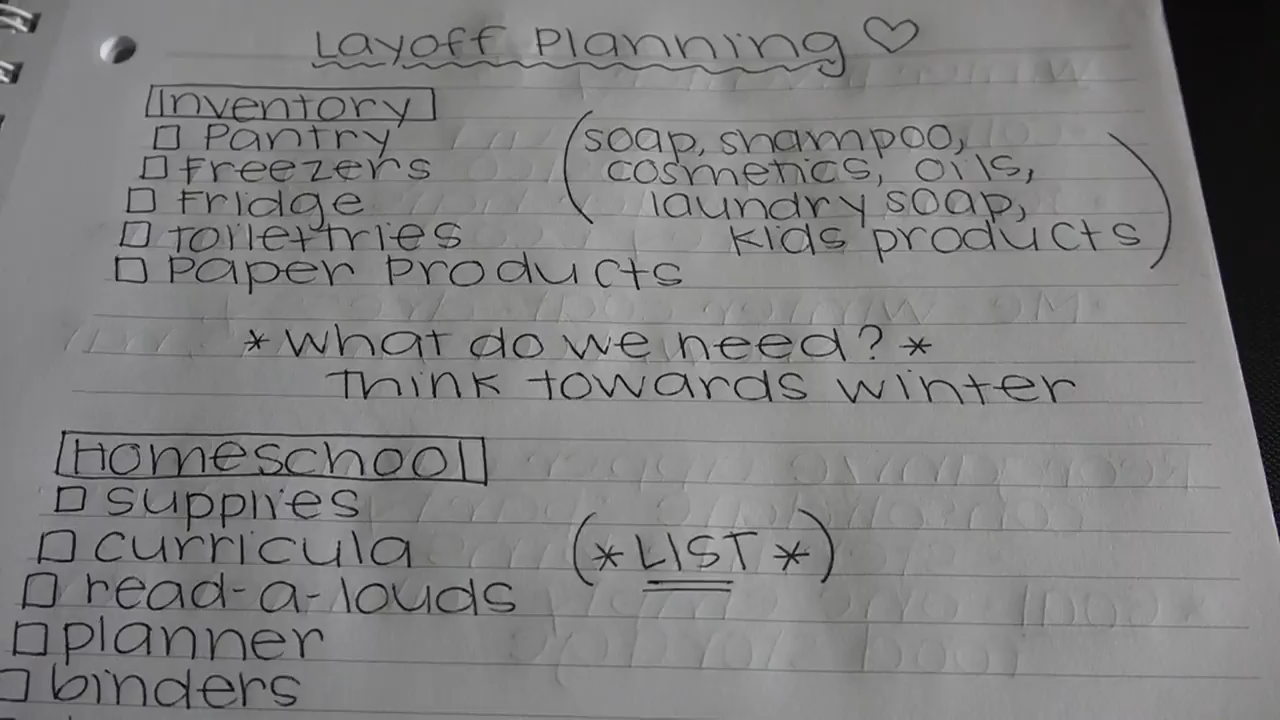 Layoff Planning ♡
Inventory
□ Pantry
□ Freezers
□ Fridge
□ toilettries
□ Paper Products
(soap, shampoo,
cosmetics, oils,
laundry soap,
kids products)
*What do we need?*
Think towards winter
Homeschool
□ supplies
□ curricula
(*LIST*)
□ read-a-louds
□ planner
□ binders